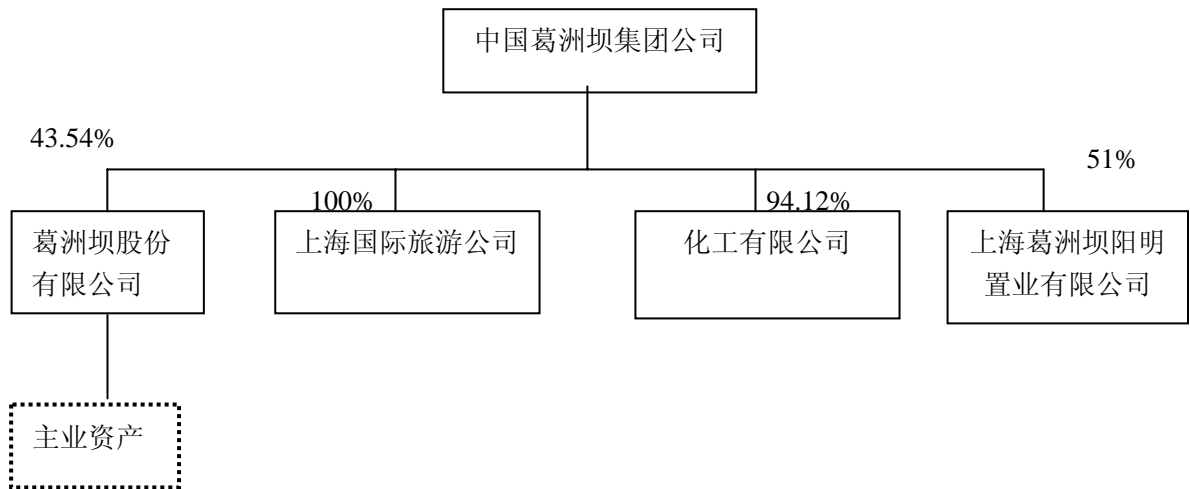 中国葛洲坝集团公司
43.54%
51%
100%
94.12%
葛洲坝股份
有限公司
上海国际旅游公司
化工有限公司
上海葛洲坝阳明
置业有限公司
主业资产